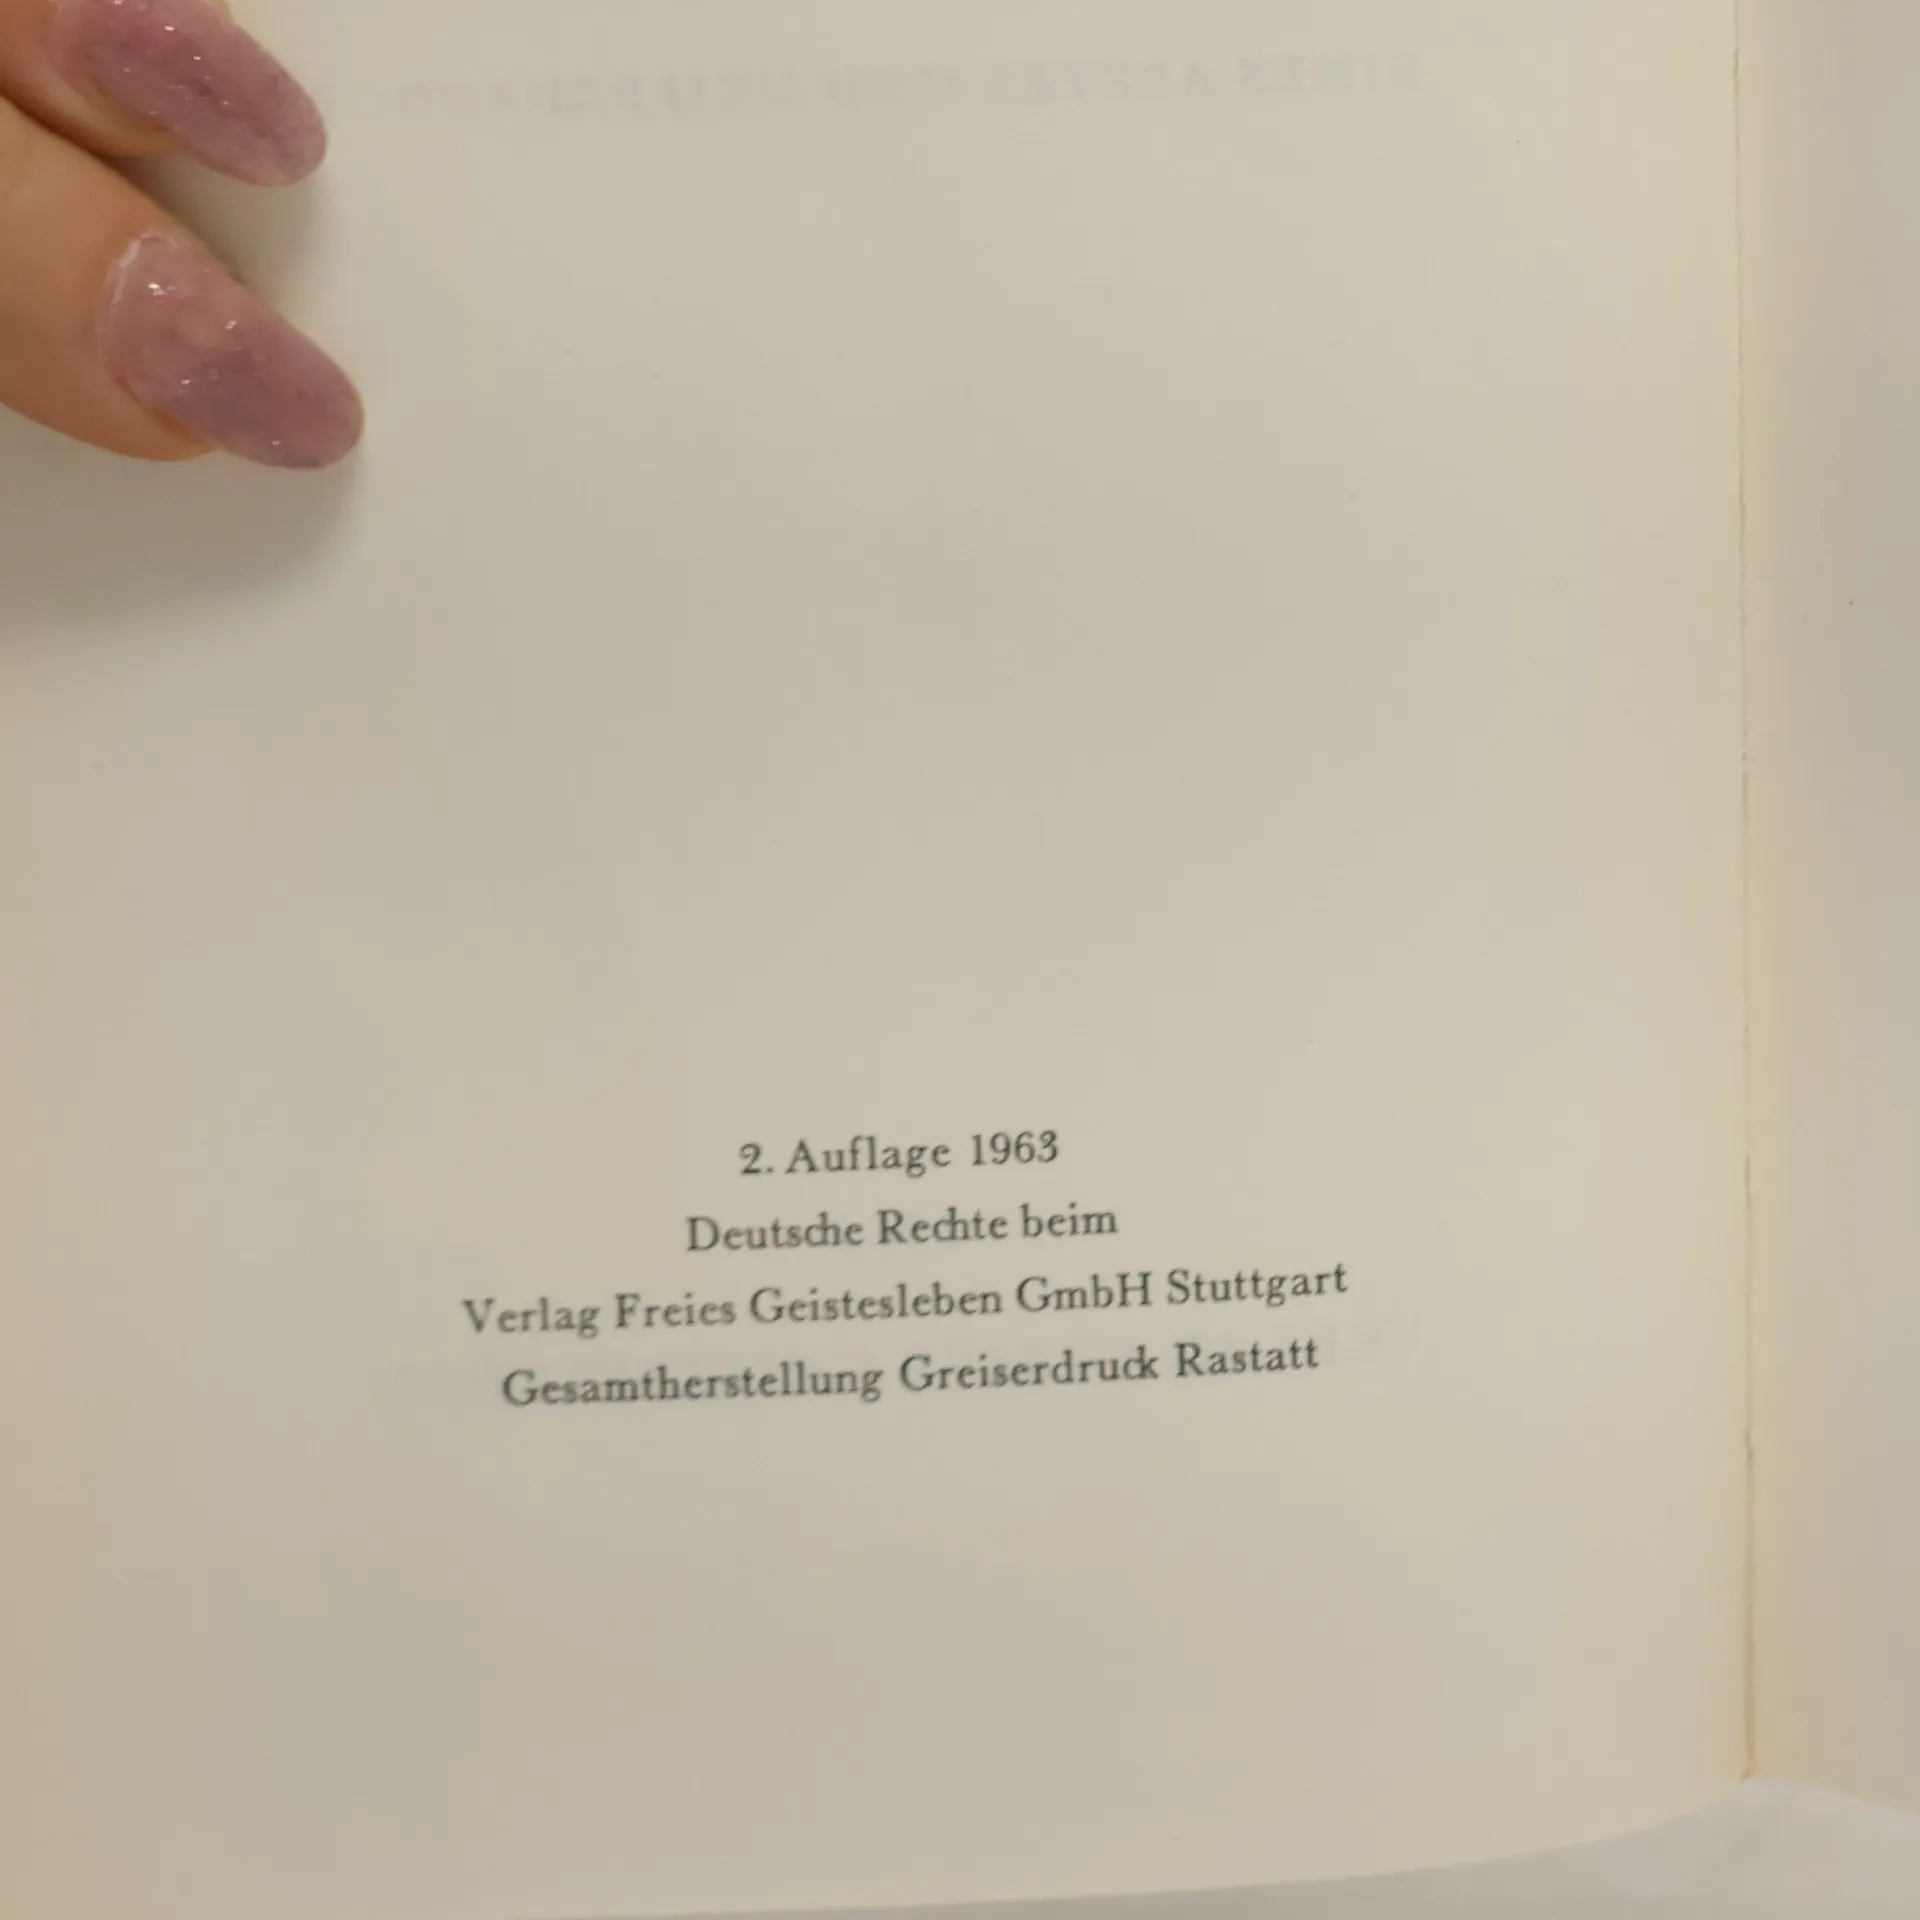 2. Auflage 1963
Deutsche Rechte beim
Verlag Freies Geistesleben GmbH Stuttgart
Gesamtherstellung Greiserdruck Rastatt